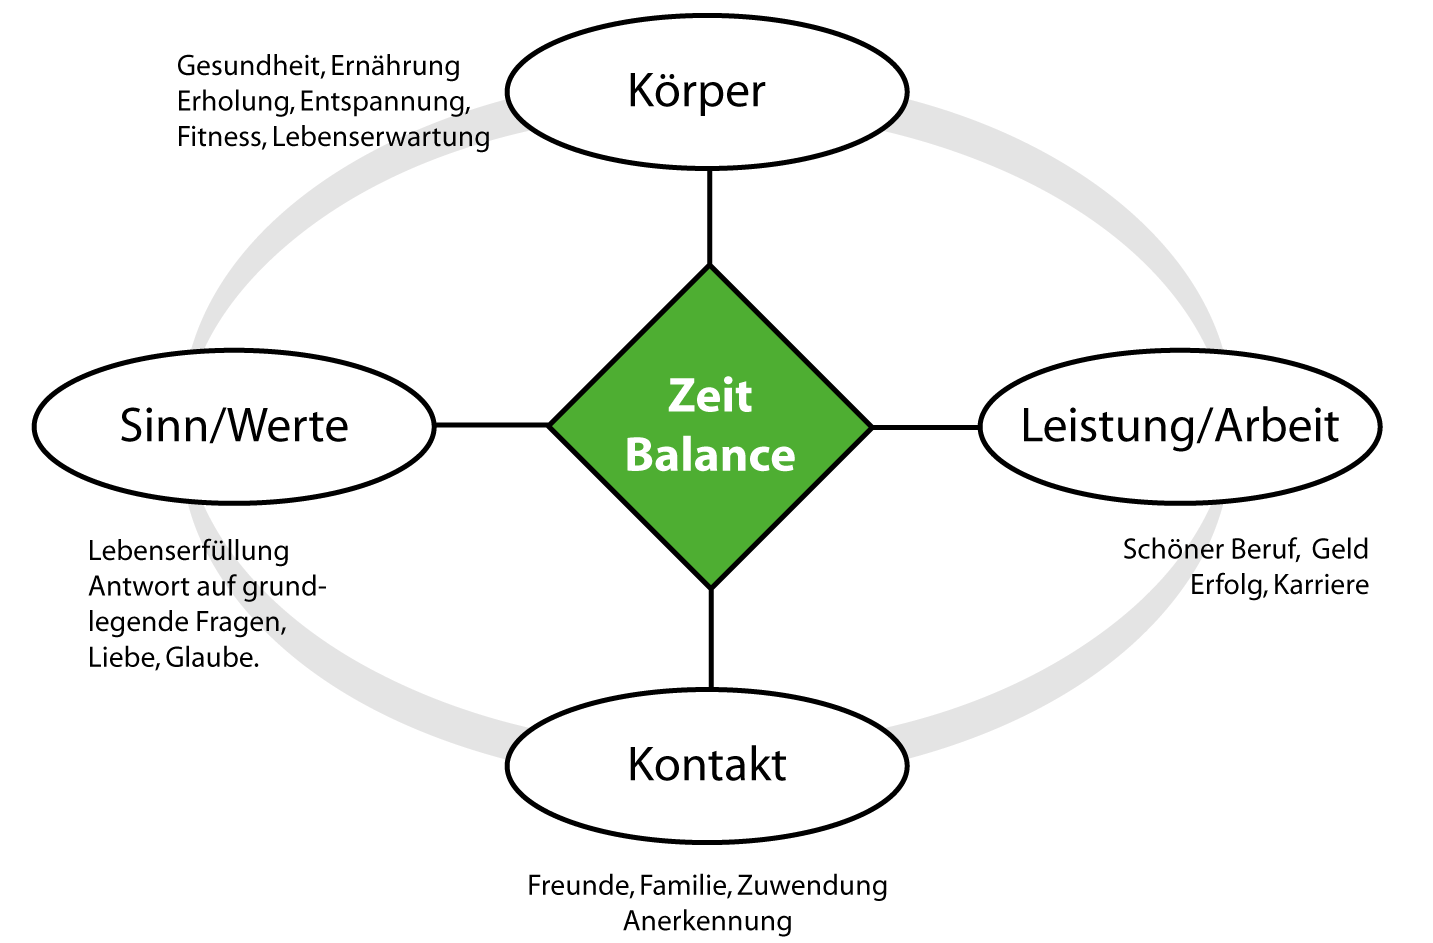 Gesundheit, Ernährung
Erholung, Entspannung,
Fitness, Lebenserwartung
Körper
Sinn/Werte
Zeit
Balance
Leistung/Arbeit
Lebenserfüllung
Antwort auf grund-
legende Fragen,
Liebe, Glaube.
Schöner Beruf, Geld
Erfolg, Karriere
Kontakt
Freunde, Familie, Zuwendung
Anerkennung